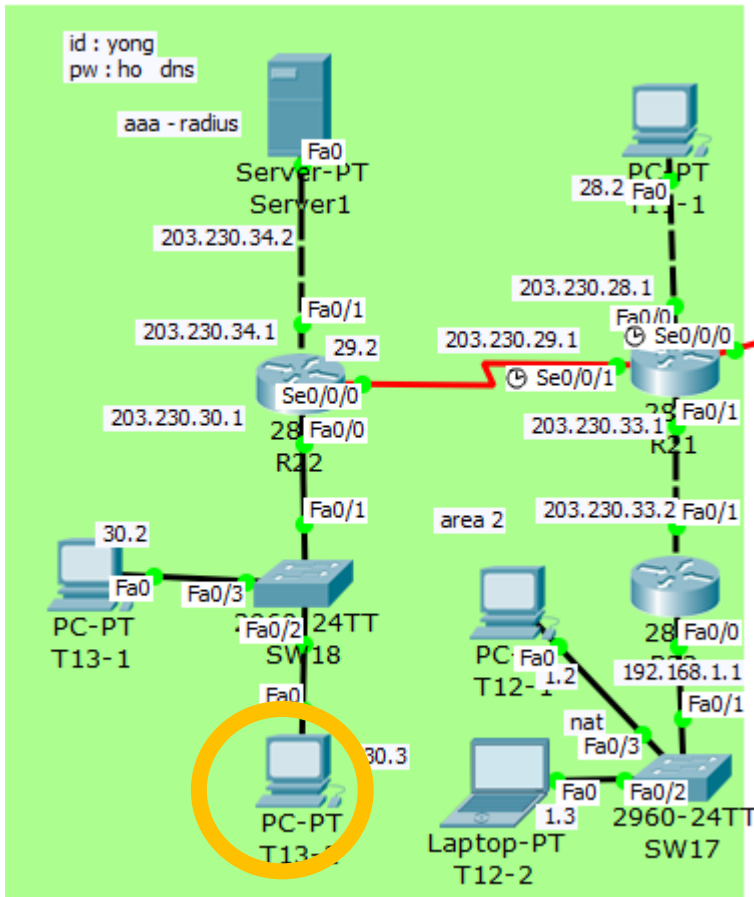 id : yong
pw : ho dns
aaa - radius
Fa0
Server-PT
Server1
203.230.34.2
Fa0/1
203.230.34.1
29.2
Se0/0/0
203.230.30.1
Fa0/0
R22
Fa0/1
30.2
Fa0
Fa0/3
PC-PT
T13-1
Fa0/2
SW18
Fa0
30.3
PC-PT
PC-PT
28.2
Fa0
203.230.28.1
Fa0/0
Se0/0/0
203.230.29.1
Se0/0/1
Fa0/1
203.230.33.1
R21
area 2
203.230.33.2
Fa0/1
Fa0/0
192.168.1.1
Fa0/1
Fa0
1.2
T12-1
nat
Fa0/3
Fa0
Fa0/2
1.3
Laptop-PT
T12-2
2960-24TT
SW17